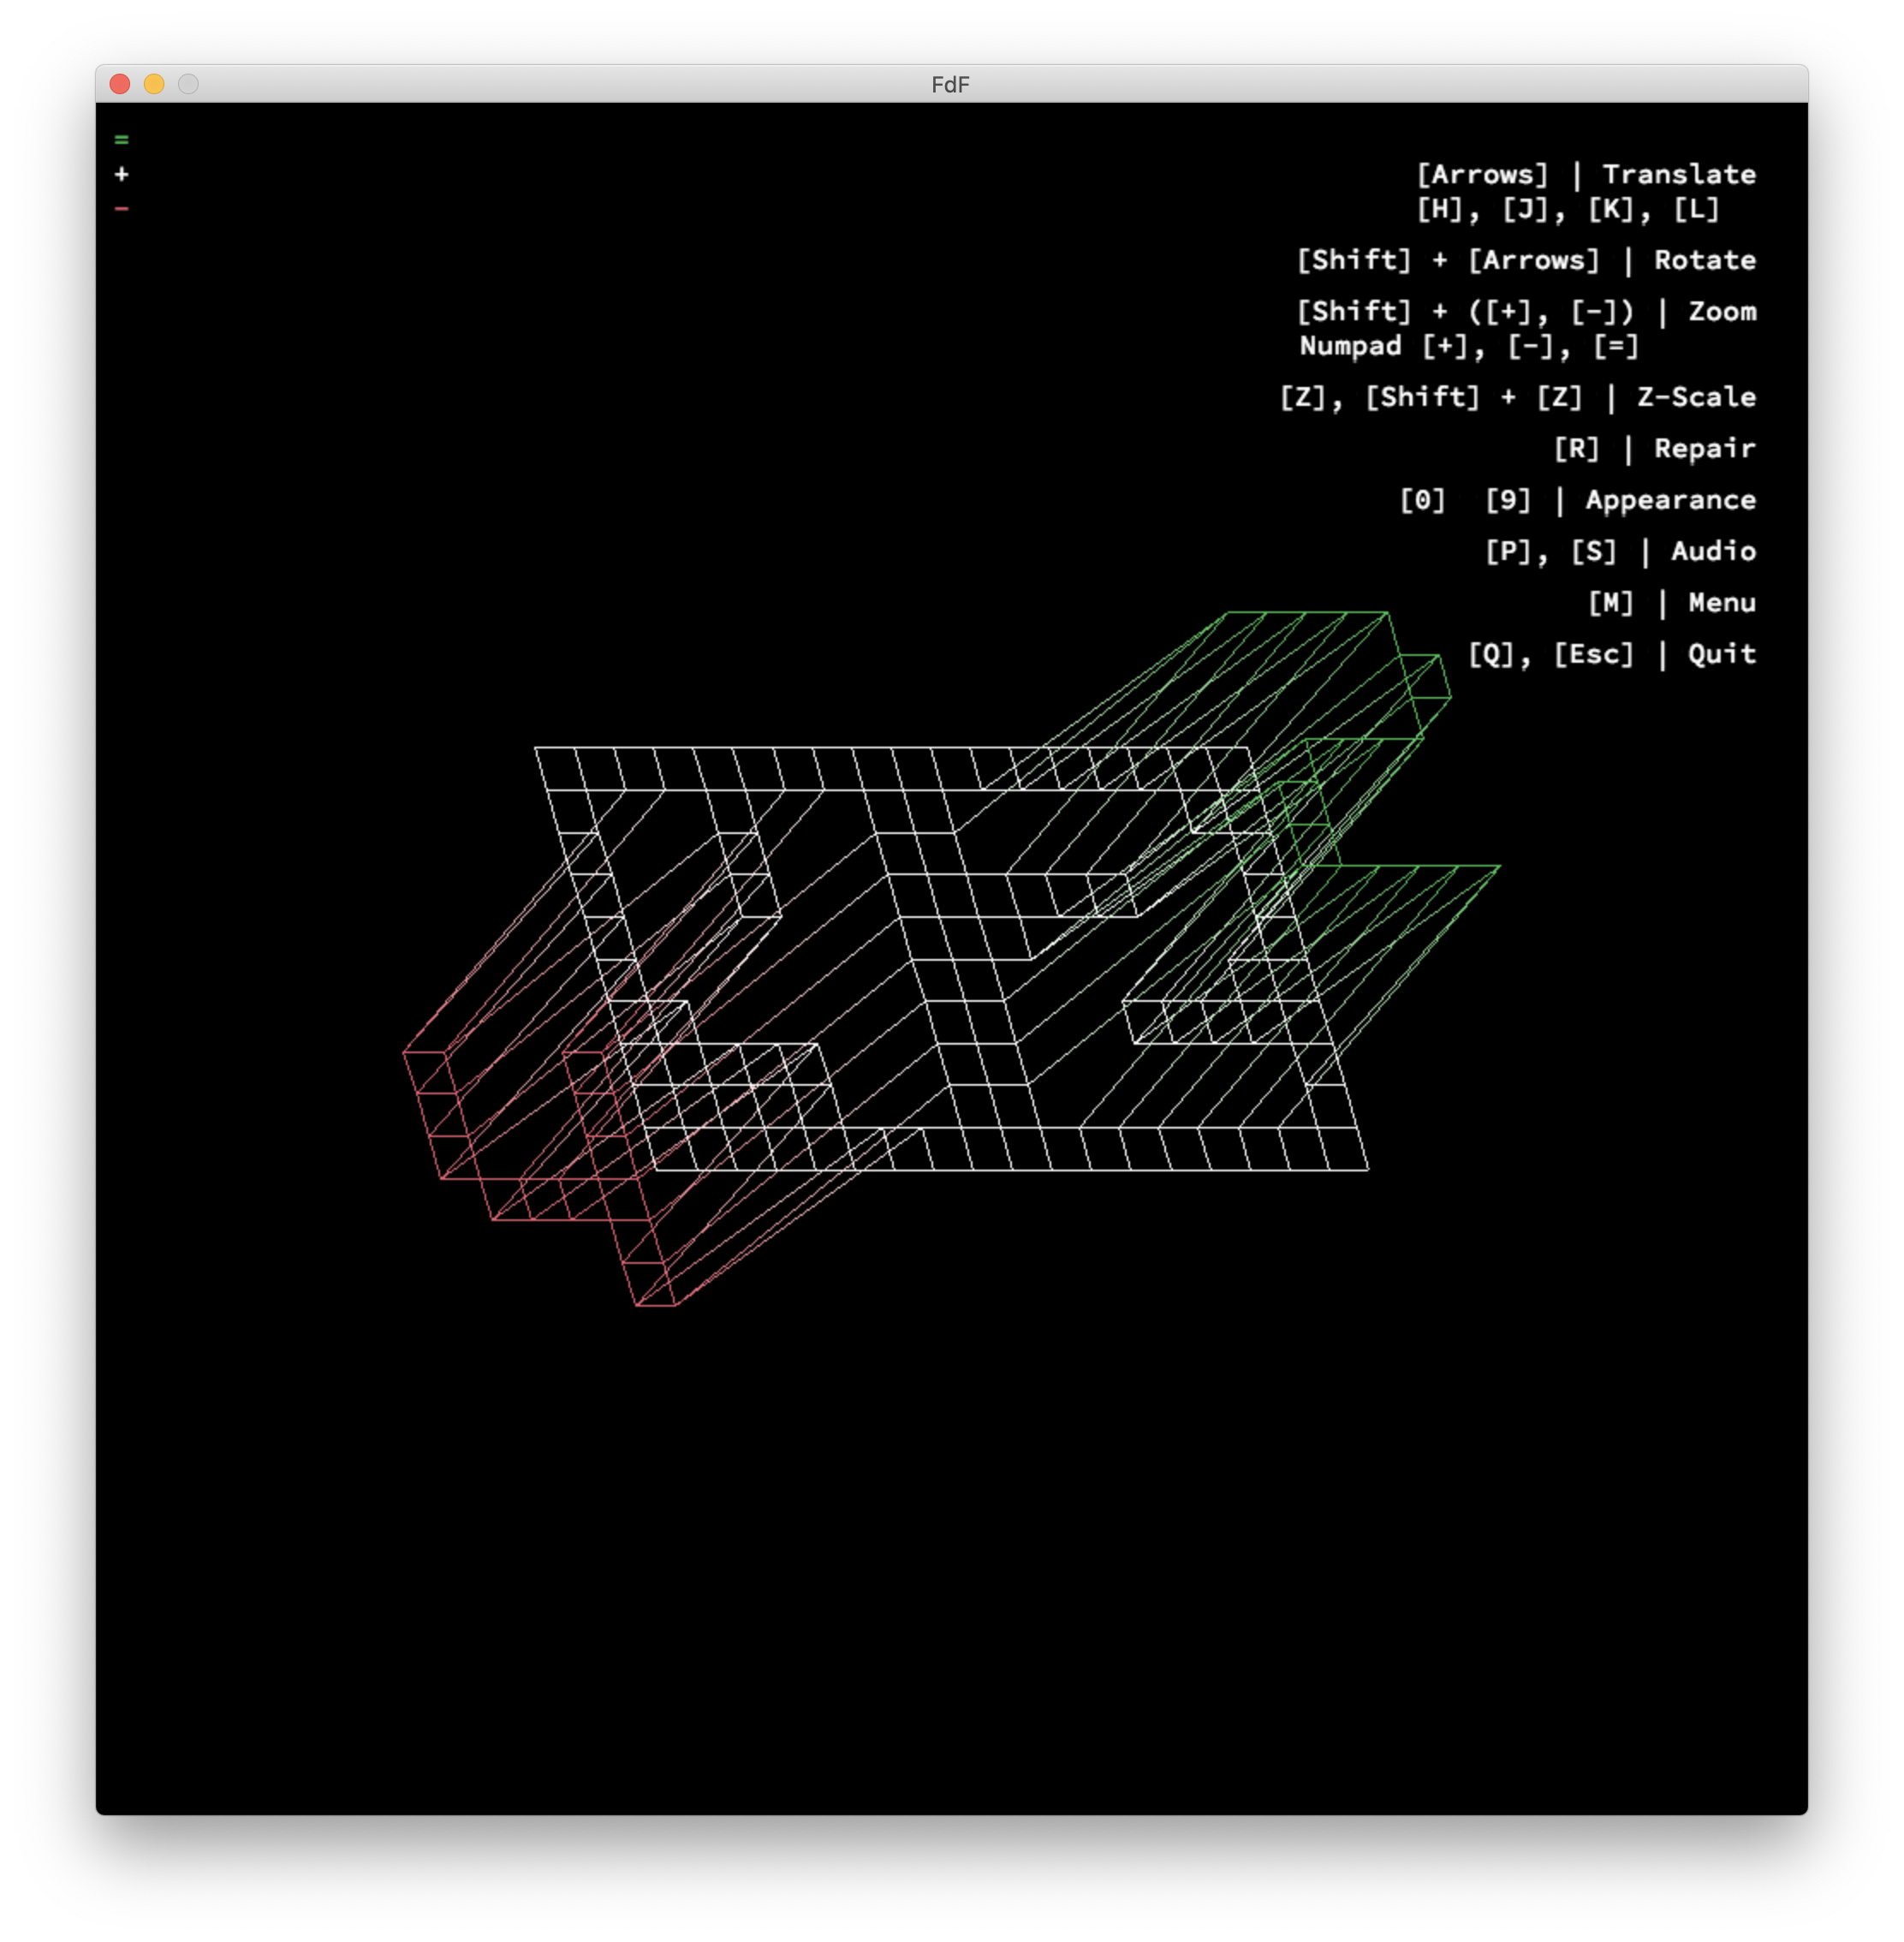 FdF
=
+
-
[Arrows] | Translate
[H], [J], [K], [L]
[Shift] + [Arrows] | Rotate
[Shift] + ([+], [-]) | Zoom
Numpad [+], [-], [=]
[Z], [Shift] + [Z] | Z-Scale
[R] | Repair
[0]  [9] | Appearance
[P], [S] | Audio
[M] | Menu
[Q], [Esc] | Quit